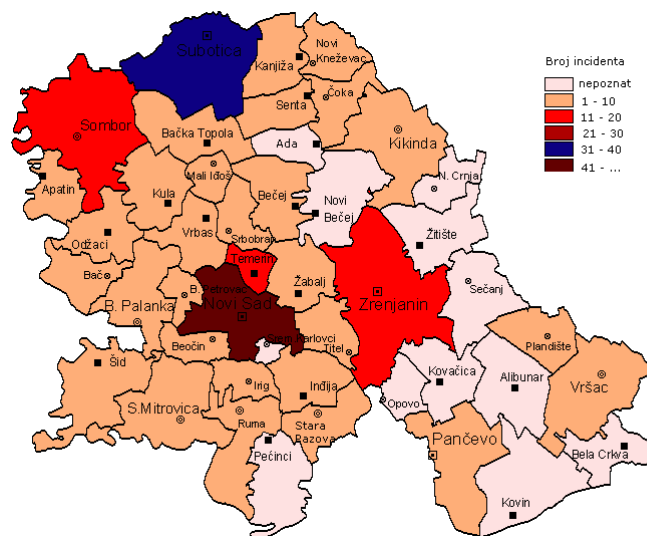 Subotica
Novi
Kneževac
Kanjiža
Broj incidenta
nepoznat
1 - 10
11 - 20
21 - 30
31 - 40
41 - ...
Senta
Čoka
Sombor
Bačka Topola
Ada
Kikinda
Mali Iđoš
N. Crnja
Apatin
Kula
Bečej
Novi
Bečej
Vrbas
Srbobran
Odžaci
Žitište
Temerin
Bač
B. Petrovac
Žabalj
Sečanj
B. Palanka
Novi Sad
Zrenjanin
Beočin
Srem.Karlovci
Titel
Plandište
Šid
Kovačica
Alibunar
Vršac
Irig
Inđija
Opovo
S.Mitrovica
Ruma
Stara
Pazova
Pančevo
Pećinci
Bela Crkva
Kovin